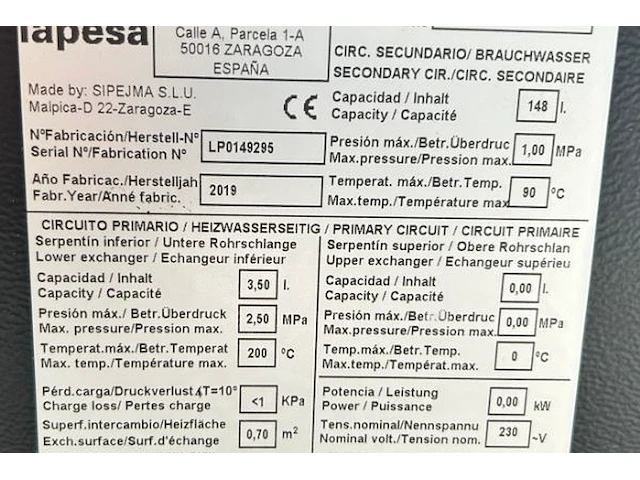 lapesa
Calle A, Parcela 1-A
50016 ZARAGOZA
ESPAÑA
CIRC. SECUNDARIO/ BRAUCHWASSER
SECONDARY CIR./CIRC. SECONDAIRE
Made by: SIPEJMA S.L.U.
Malpica-D 22-Zaragoza-E
CE
Capacidad / Inhalt
Capacity / Capacité
148 l.
NºFabricación/Herstell-Nº
Serial Nº/Fabrication Nº
LP0149295
Presión máx./Betr.Überdruc
Max.pressure/Pression max.
1,00 MPa
Año Fabricac./Herstelljah
Fabr.Year/Anné fabric.
2019
Temperat. máx./Betr.Temp.
Max.temp./Température max
90 ºC
CIRCUITO PRIMARIO / HEIZWASSERSEITIG / PRIMARY CIRCUIT / CIRCUIT PRIMAIRE
Serpentín inferior / Untere Rohrschlange
Lower exchanger / Echangeur inférieur
Capacidad / Inhalt
Capacity / Capacité
3,50 l.
Presión máx./ Betr.Überdruck
Max. pressure/Pression max.
2,50 MPa
Temperat.máx./Betr.Temperat
Max. temp./Température max.
200 ºC
Pérd.carga/Druckverlust ΔT=10°
Charge loss/ Pertes charge
<1 KPa
Superf.intercambio/Heizfläche
Exch.surface/Surf.d'échange
0,70 m²
Serpentín superior / Obere Rohrschlan
Upper exchanger / Echangeur supérieu
Capacidad / Inhalt
Capacity / Capacité
0,00 l.
Presión máx./Betr.Überdruc
Max. pressure/Pression max.
0,00 MPa
Temp.máx./Betr.Temp.
Max.temp./Température max.
0 ºC
Potencia / Leistung
Power / Puissance
0,00 kW
Tens.nominal/Nennspannu
Nominal volt./Tension nom.
230 ~V